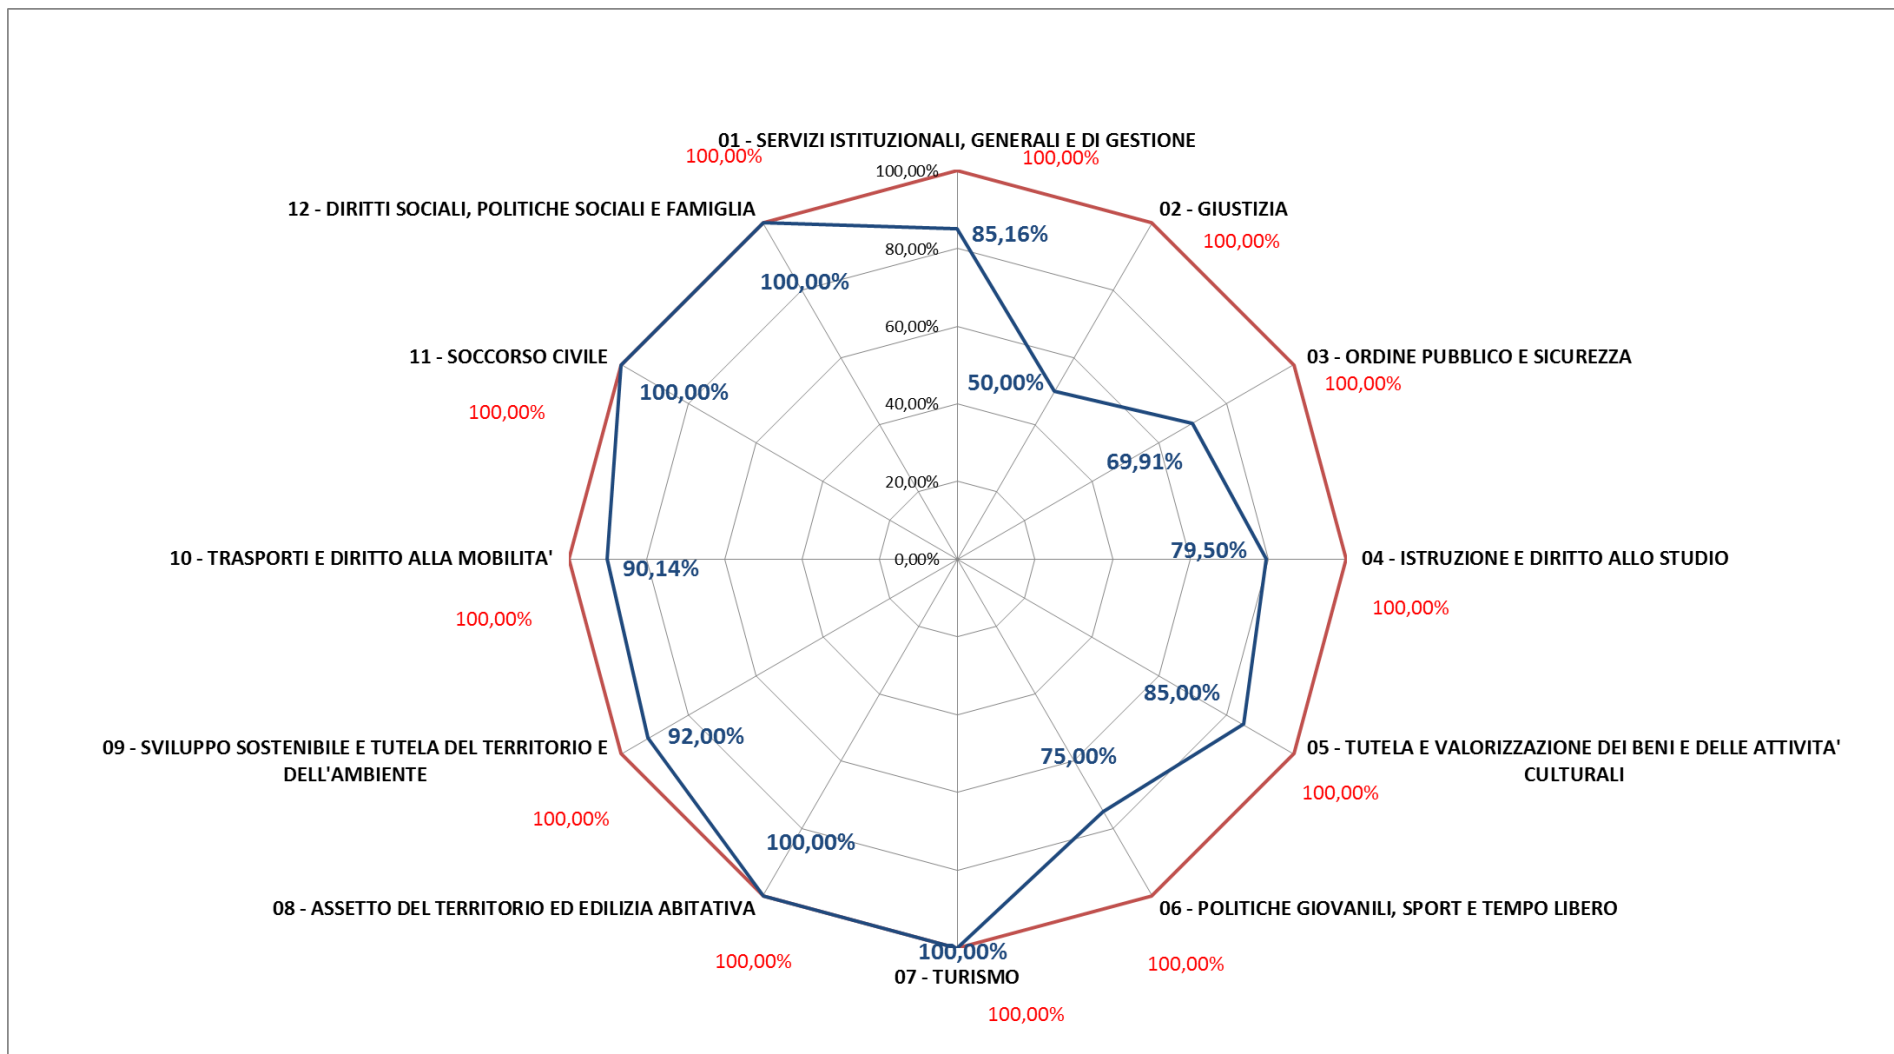 01 - SERVIZI ISTITUZIONALI, GENERALI E DI GESTIONE
100,00%
100,00%
100,00%
12 - DIRITTI SOCIALI, POLITICHE SOCIALI E FAMIGLIA
02 - GIUSTIZIA
85,16%
100,00%
80,00%
100,00%
60,00%
11 - SOCCORSO CIVILE
03 - ORDINE PUBBLICO E SICUREZZA
50,00%
100,00%
100,00%
40,00%
100,00%
69,91%
20,00%
10 - TRASPORTI E DIRITTO ALLA MOBILITA'
90,14%
0,00%
79,50%
04 - ISTRUZIONE E DIRITTO ALLO STUDIO
100,00%
100,00%
85,00%
09 - SVILUPPO SOSTENIBILE E TUTELA DEL TERRITORIO E
DELL'AMBIENTE
92,00%
75,00%
05 - TUTELA E VALORIZZAZIONE DEI BENI E DELLE ATTIVITA'
CULTURALI
100,00%
100,00%
100,00%
08 - ASSETTO DEL TERRITORIO ED EDILIZIA ABITATIVA
06 - POLITICHE GIOVANILI, SPORT E TEMPO LIBERO
100,00%
100,00%
100,00%
07 - TURISMO
100,00%